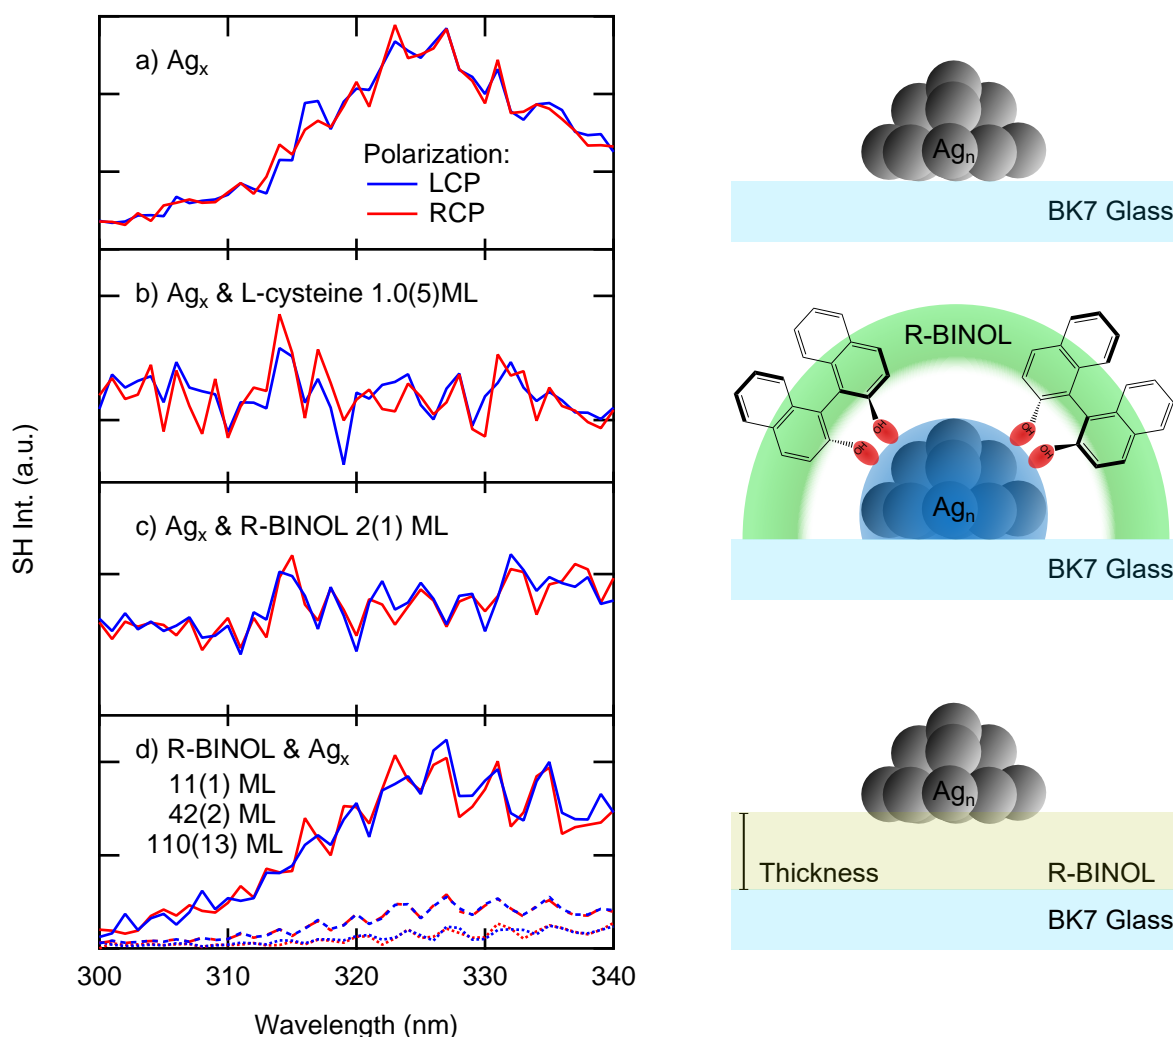 a) Agₓ
Polarization:
LCP
RCP
b) Agₓ & L-cysteine 1.0(5)ML
c) Agₓ & R-BINOL 2(1) ML
d) R-BINOL & Agₓ
11(1) ML
42(2) ML
110(13) ML
SH Int. (a.u.)
300 310 320 330 340
Wavelength (nm)
Agₙ
BK7 Glass
R-BINOL
OH
OH
OH
OH
Agₙ
BK7 Glass
Agₙ
Thickness R-BINOL
BK7 Glass